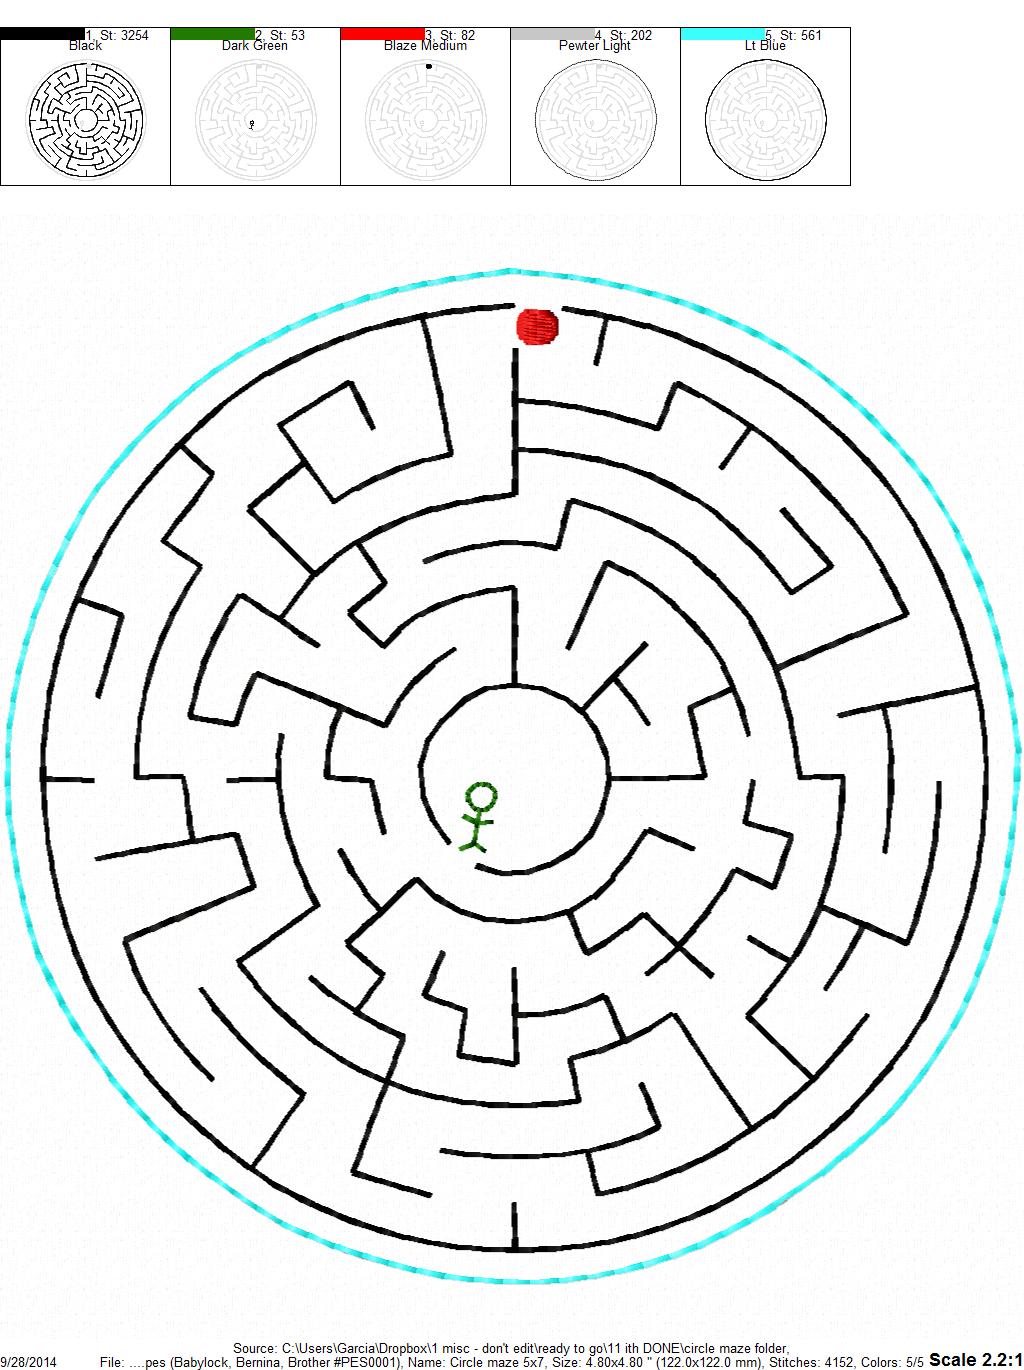 1, St: 3254
Black
2, St: 53
Dark Green
3, St: 82
Blaze Medium
4, St: 202
Pewter Light
5, St: 561
Lt Blue
Source: C:\Users\Garcia\Dropbox\1 misc - don't edit\ready to go\11 ith DONE\circle maze folder,
9/28/2014 File: ....pes (Babylock, Bernina, Brother #PES0001), Name: Circle maze 5x7, Size: 4.80x4.80 " (122.0x122.0 mm), Stitches: 4152, Colors: 5/5 Scale 2.2:1